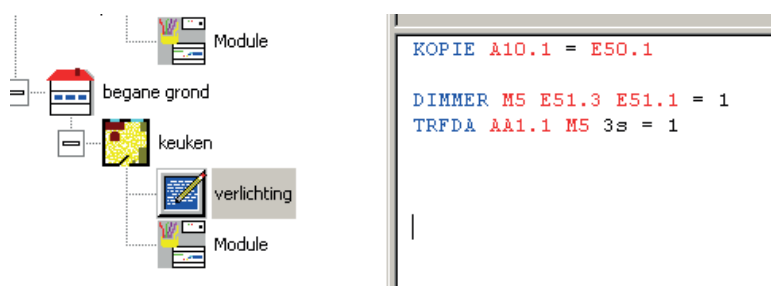 Module
begane grond
keuken
verlichting
Module
KOPIE A10.1 = E50.1
DIMMER M5 E51.3 E51.1 = 1
TRFDA AA1.1 M5 3s = 1